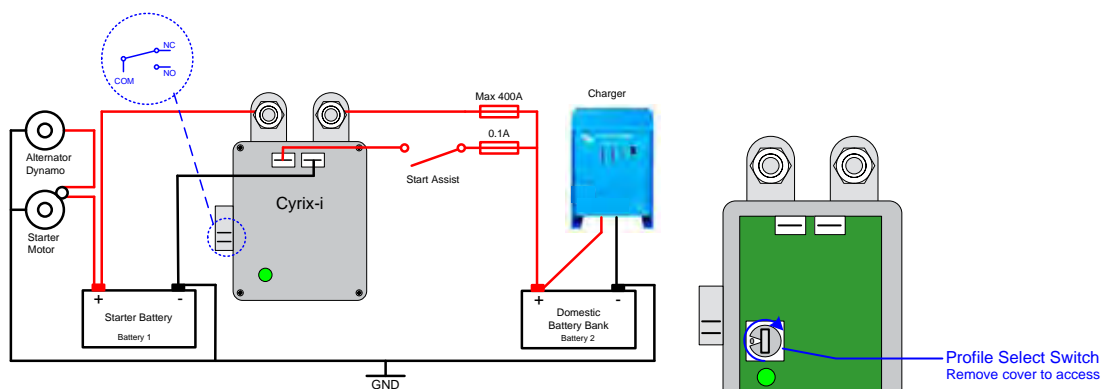 NC
COM
NO
Max 400A
Charger
0.1A
Alternator
Dynamo
Start Assist
Cyrix-i
Starter
Motor
+
-
Starter Battery
Battery 1
+
-
Domestic
Battery Bank
Battery 2
GND
Profile Select Switch
Remove cover to access